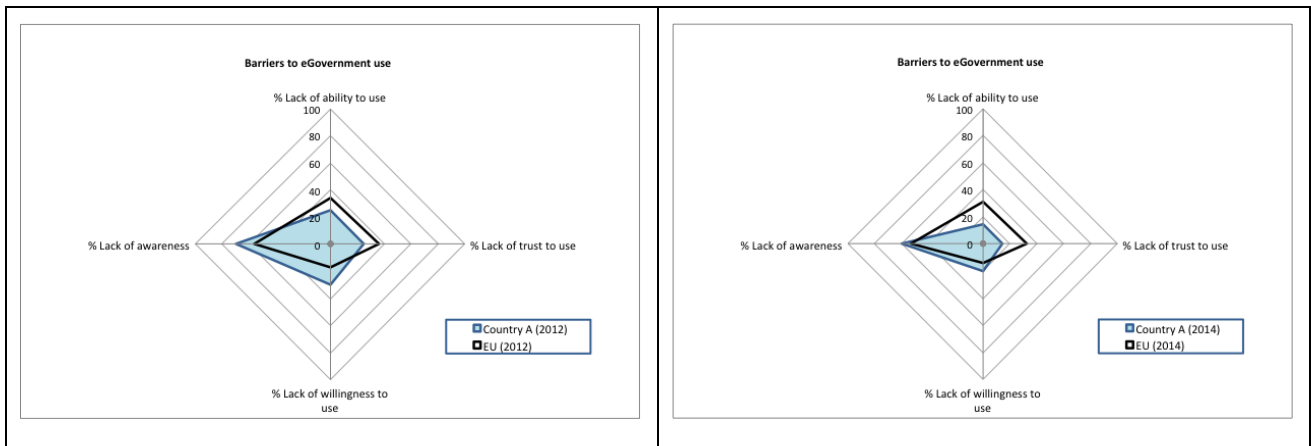 Barriers to eGovernment use
% Lack of ability to use
100
80
60
40
20
0
% Lack of awareness
% Lack of trust to use
Country A (2012)
EU (2012)
% Lack of willingness to
use
Barriers to eGovernment use
% Lack of ability to use
100
80
60
40
20
0
% Lack of awareness
% Lack of trust to use
Country A (2014)
EU (2014)
% Lack of willingness to
use